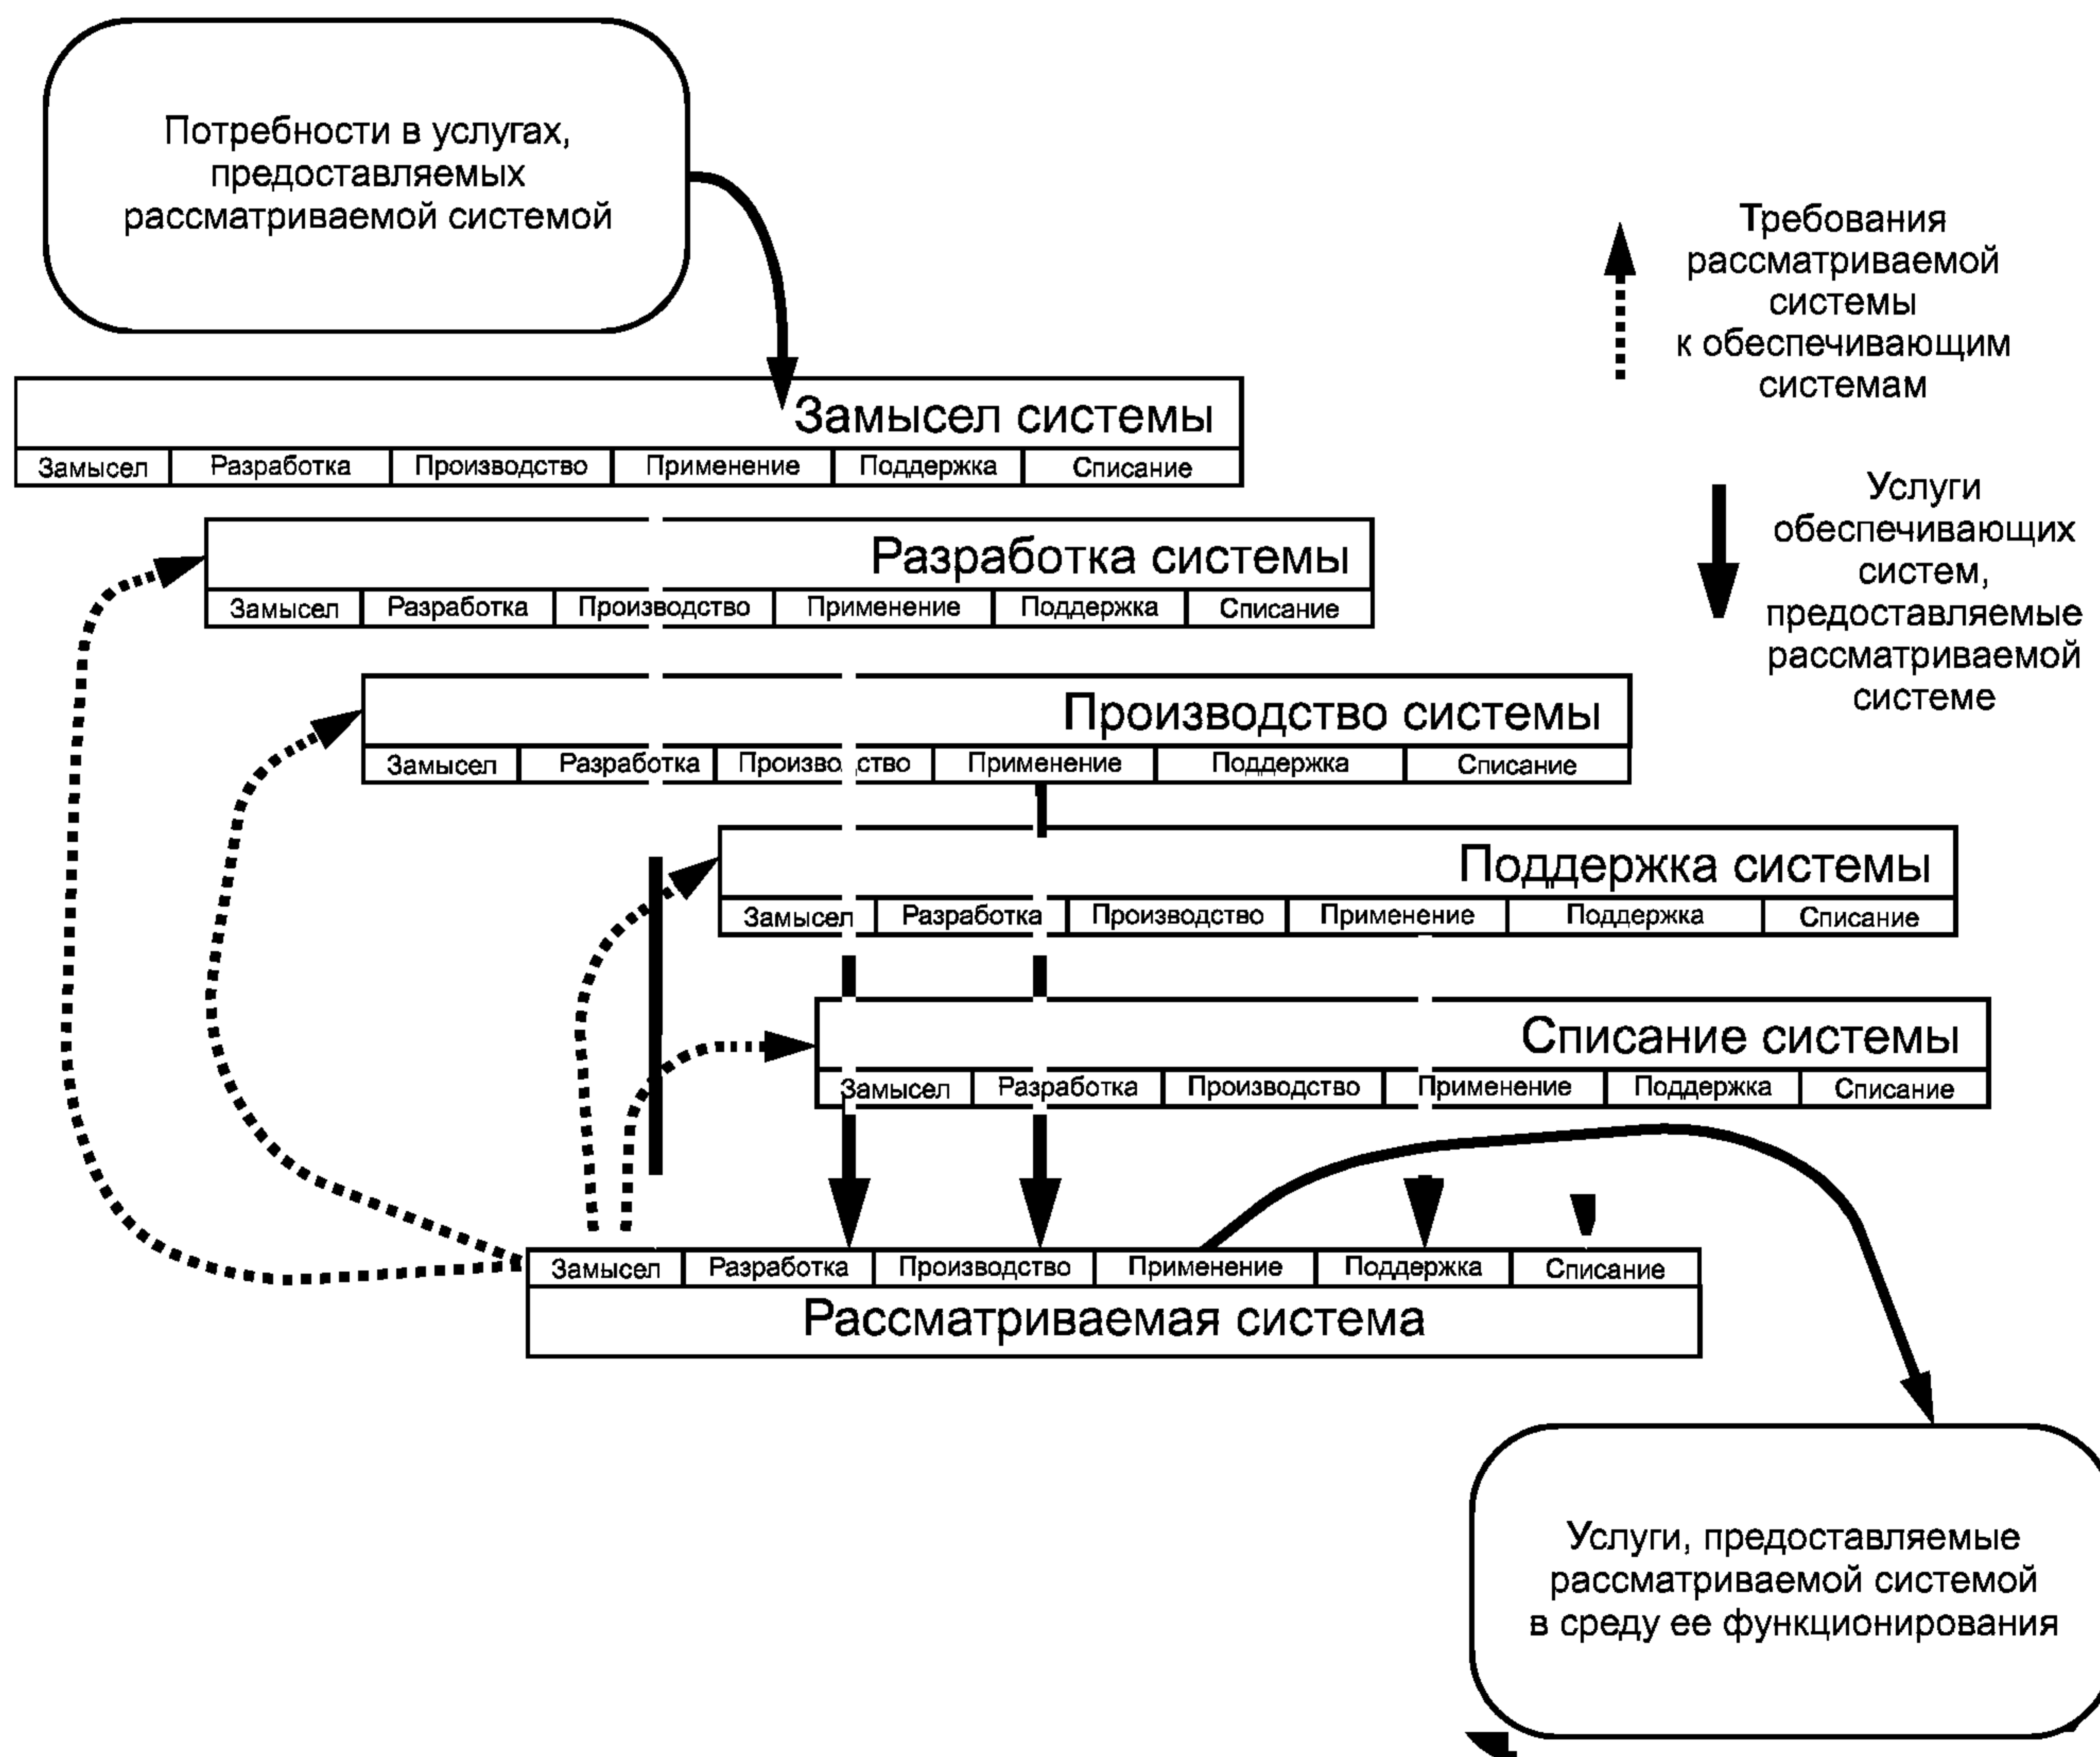 Потребности в услугах,
предоставляемых
рассматриваемой системой
Требования
рассматриваемой
системы
к обеспечивающим
системам
Замысел системы
Замысел Разработка Производство Применение Поддержка Списание
Услуги
обеспечивающих
систем,
предоставляемые
рассматриваемой
системе
Разработка системы
Замысел Разработка Производство Применение Поддержка Списание
Производство системы
Замысел Разработка Производство Применение Поддержка Списание
Поддержка системы
Замысел Разработка Производство Применение Поддержка Списание
Списание системы
Замысел Разработка Производство Применение Поддержка Списание
Замысел Разработка Производство Применение Поддержка Списание
Рассматриваемая система
Услуги, предоставляемые
рассматриваемой системой
в среду ее функционирования